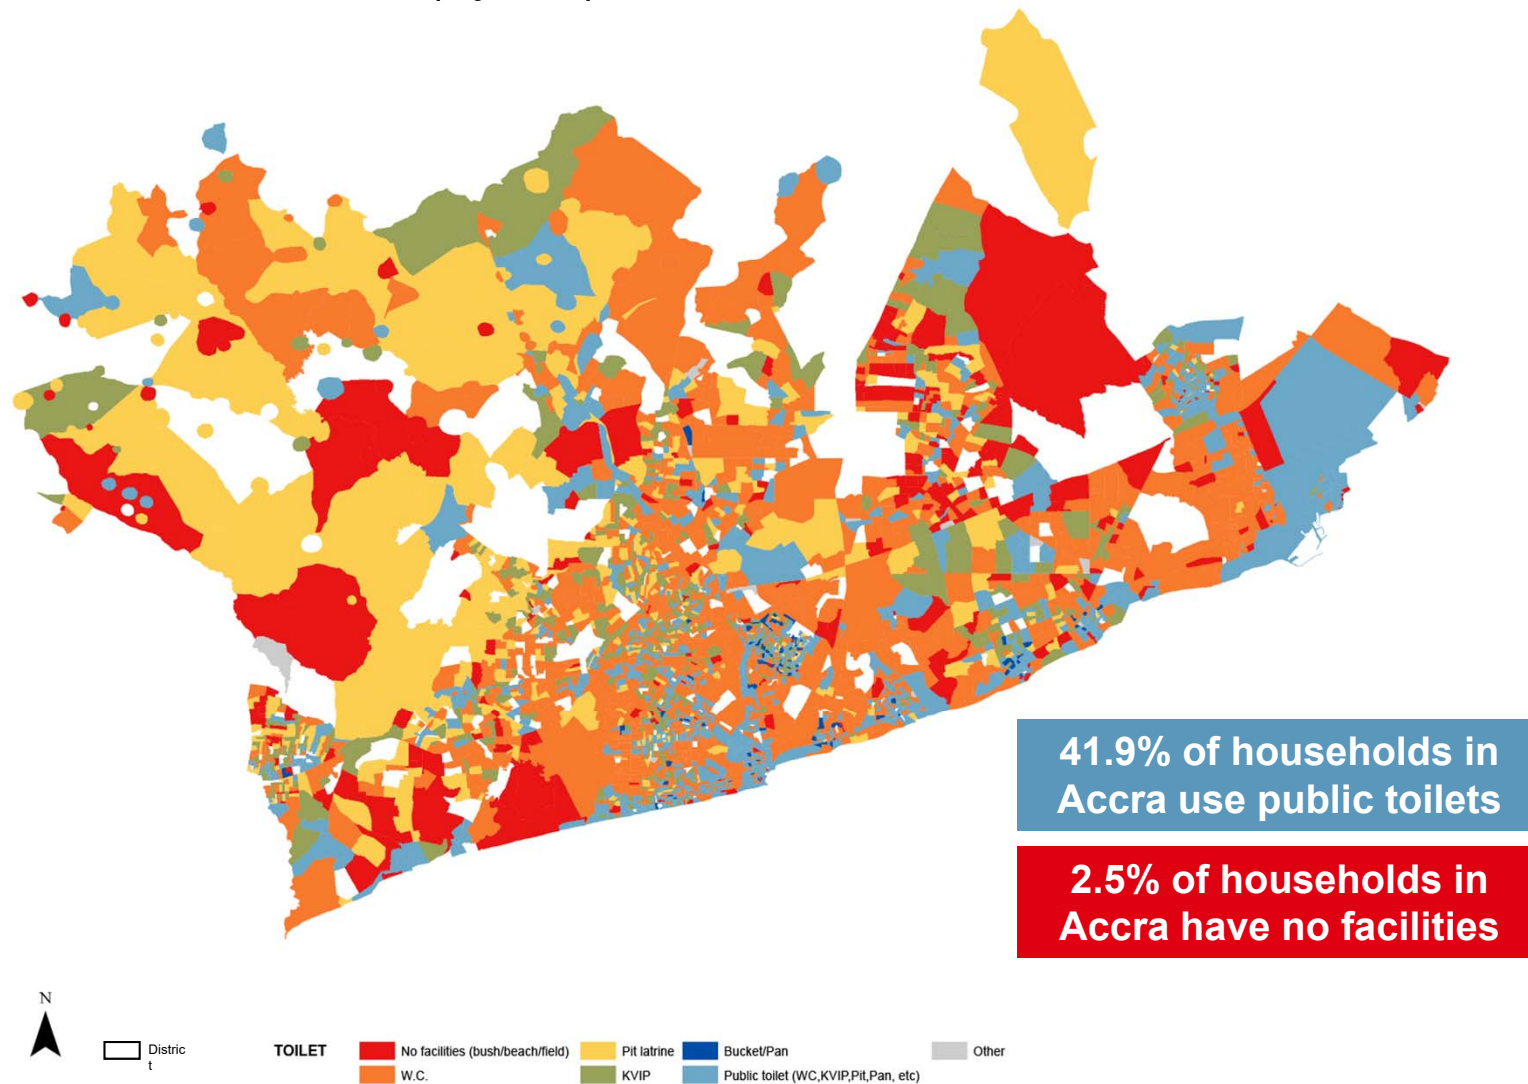 41.9% of households in
Accra use public toilets
2.5% of households in
Accra have no facilities
N
Distric
t
TOILET
No facilities (bush/beach/field)
Pit latrine
Bucket/Pan
Other
W.C.
KVIP
Public toilet (WC,KVIP,Pit,Pan, etc)